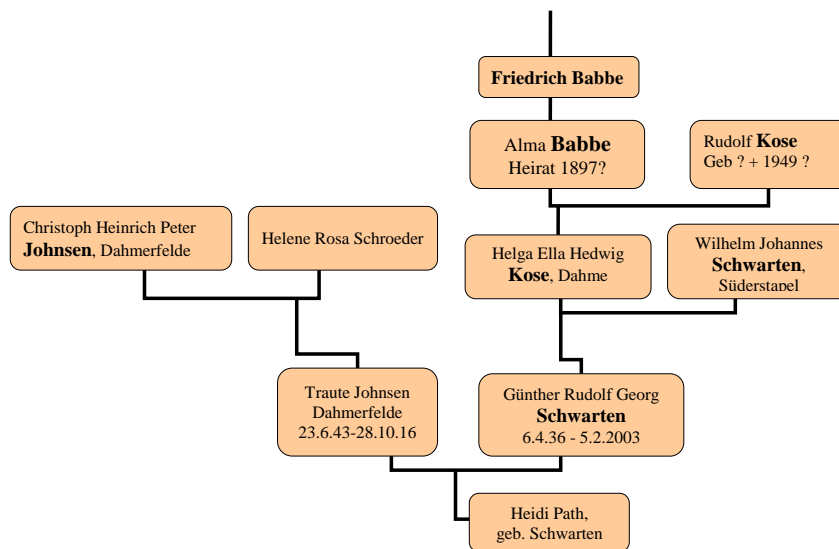 Friedrich Babbe
Alma Babbe
Heirat 1897?
Rudolf Kose
Geb ? + 1949 ?
Christoph Heinrich Peter
Johnsen, Dahmerfelde
Helene Rosa Schroeder
Helga Ella Hedwig
Kose, Dahme
Wilhelm Johannes
Schwarten,
Süderstapel
Traute Johnsen
Dahmerfelde
23.6.43-28.10.16
Günther Rudolf Georg
Schwarten
6.4.36 - 5.2.2003
Heidi Path,
geb. Schwarten